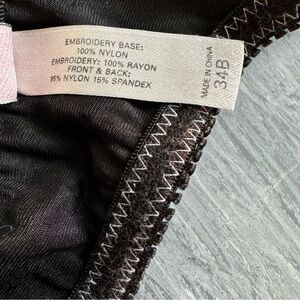 EMBROIDERY BASE:
100% NYLON
EMBROIDERY: 100% RAYON
FRONT & BACK:
85% NYLON 15% SPANDEX
MADE IN CHINA
34B